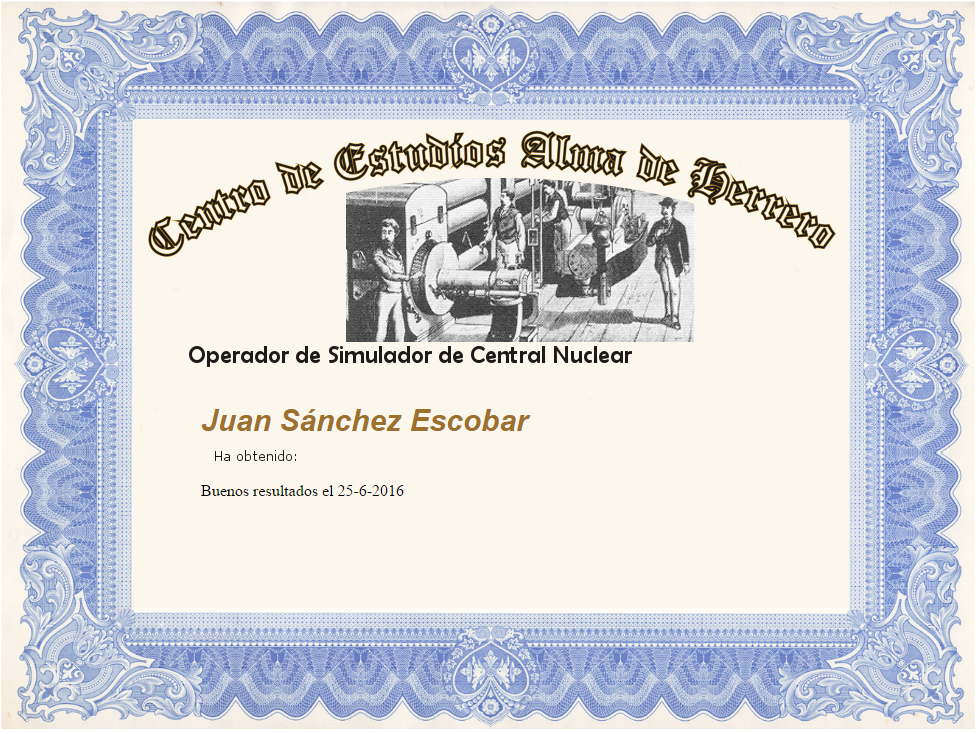 Centro de Estudios Alma de Herrero
Operador de Simulador de Central Nuclear
Juan Sánchez Escobar
Ha obtenido:
Buenos resultados el 25-6-2016